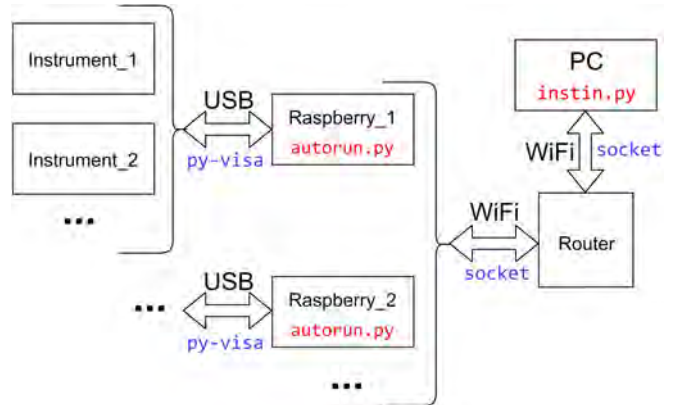 Instrument_1
Instrument_2
...
USB
py-visa
Raspberry_1
autorun.py
...
USB
py-visa
Raspberry_2
autorun.py
...
WiFi
socket
Router
WiFi
socket
PC
instin.py